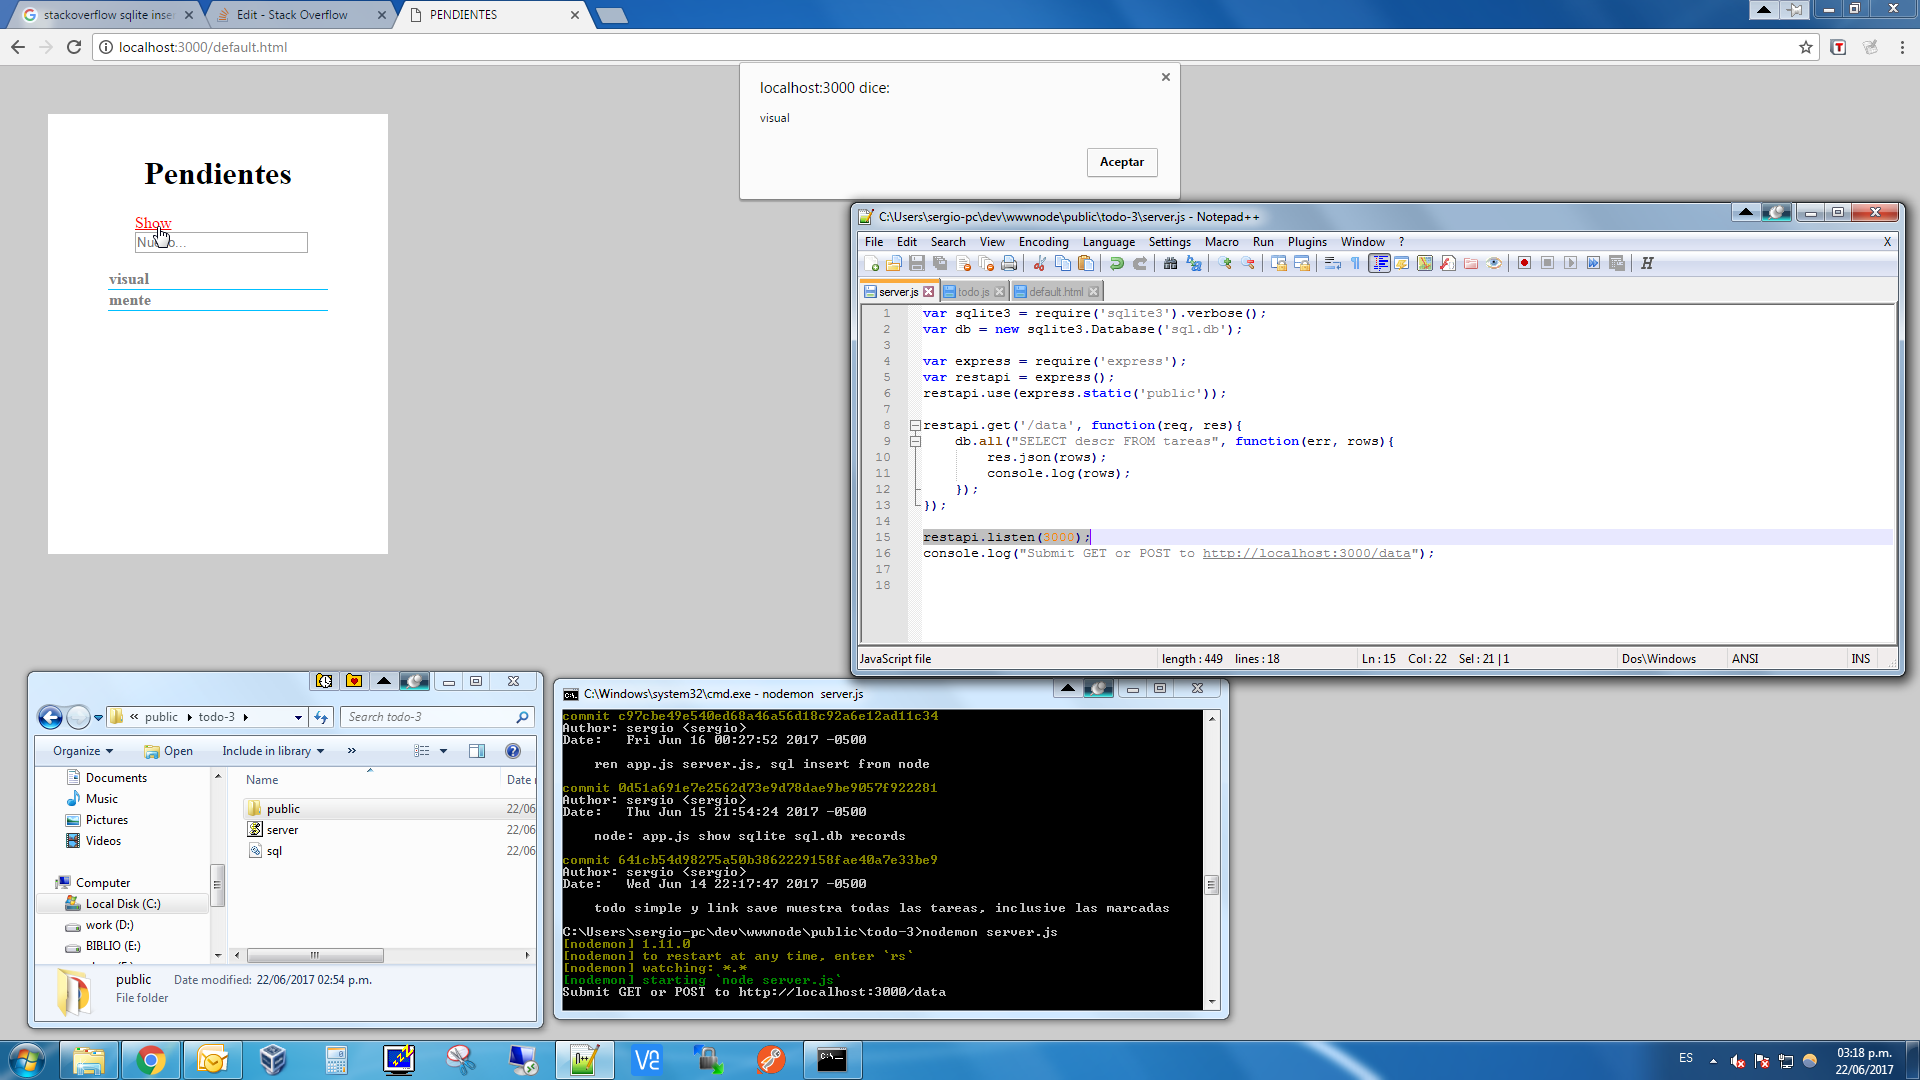 stackoverflow sqlite inse
Edit - Stack Overflow
PENDIENTES
localhost:3000/default.html
localhost:3000 dice:
visual
Aceptar
Pendientes
Show
visual
mente
C:\Users\sergio-pc\dev\wwwnode\public\todo-3\server.js - Notepad++
File Edit Search View Encoding Language Settings Macro Run Plugins Window ? X
server.js todo.js default.html
1 var sqlite3 = require('sqlite3').verbose();
2 var db = new sqlite3.Database('sql.db');
3
4 var express = require('express');
5 var restapi = express();
6 restapi.use(express.static('public'));
7
8 restapi.get('/data', function(req, res){
9 db.all("SELECT descr FROM tareas", function(err, rows){
10 res.json(rows);
11 console.log(rows);
12 });
13 });
14
15 restapi.listen(3000);
16 console.log("Submit GET or POST to http://localhost:3000/data");
17
18
JavaScript file length : 449 lines : 18 Ln : 15 Col : 22 Sel : 21 | 1 Dos\Windows ANSI INS
« public todo-3 Search todo-3
Organize Open Include in library »
Documents
Music
Pictures
Videos
Computer
Local Disk (C:)
work (D:)
BIBLIO (E:)
Name Date
public 22/06
server 22/06
sql 22/06
public Date modified: 22/06/2017 02:54 p.m.
File folder
C:\Windows\system32\cmd.exe - nodemon server.js
commit c97cbe49e540ed68a46a56d18c92a6e12ad11c34
Author: sergio <sergio>
Date: Fri Jun 16 00:27:52 2017 -0500
ren app.js server.js, sql insert from node
commit 0d51a691e7e2562d73e9d78dae9be9057f922281
Author: sergio <sergio>
Date: Thu Jun 15 21:54:24 2017 -0500
node: app.js show sqlite sql.db records
commit 641cb54d98275a50b3862229158fae40a7e33be9
Author: sergio <sergio>
Date: Wed Jun 14 22:17:47 2017 -0500
todo simple y link save muestra todas las tareas, inclusive las marcadas
C:\Users\sergio-pc\dev\wwwnode\public\todo-3>nodemon server.js
[nodemon] 1.11.0
[nodemon] to restart at any time, enter `rs`
[nodemon] watching: *.*
[nodemon] starting `node server.js`
Submit GET or POST to http://localhost:3000/data
ES
03:18 p.m.
22/06/2017